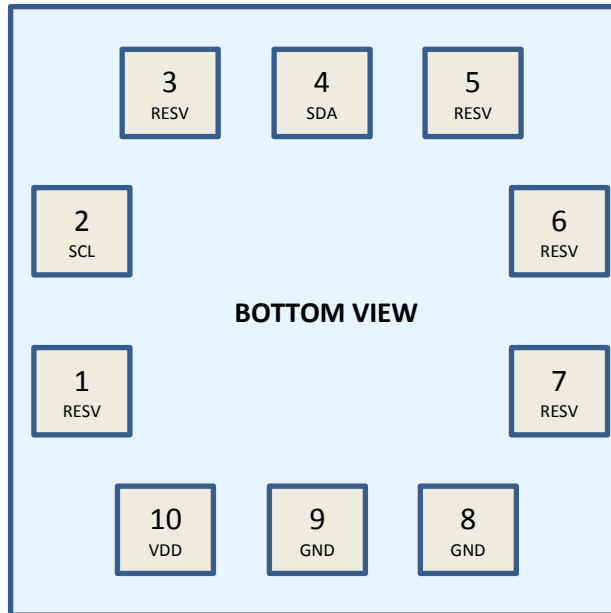 3
RESV
4
SDA
5
RESV
2
SCL
6
RESV
BOTTOM VIEW
1
RESV
7
RESV
10
VDD
9
GND
8
GND